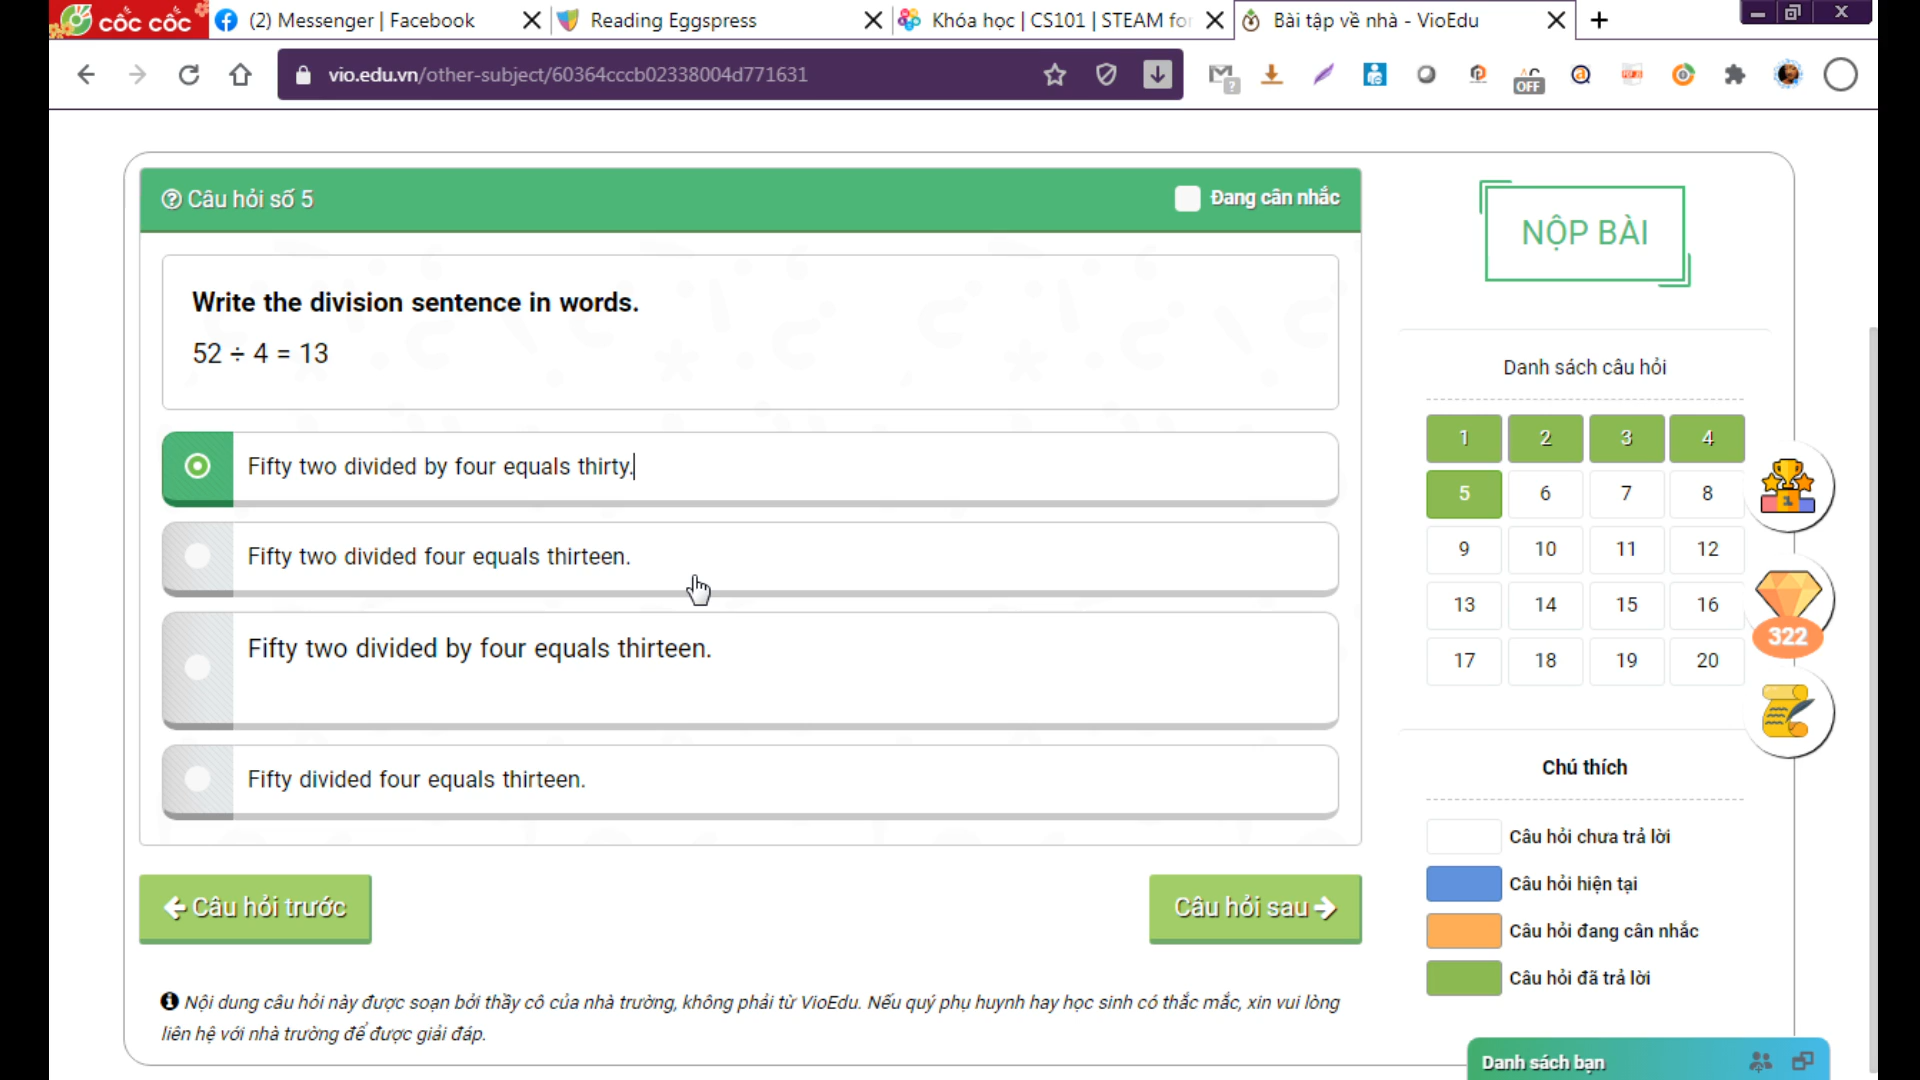 cốc cốc
(2) Messenger | Facebook
Reading Eggspress
Khóa học | CS101 | STEAM for
Bài tập về nhà - VioEdu
vio.edu.vn/other-subject/60364cccb02338004d771631
OFF
Câu hỏi số 5
Đang cân nhắc
Write the division sentence in words.
52 ÷ 4 = 13
Fifty two divided by four equals thirty.
Fifty two divided four equals thirteen.
Fifty two divided by four equals thirteen.
Fifty divided four equals thirteen.
Câu hỏi trước
Câu hỏi sau
Nội dung câu hỏi này được soạn bởi thầy cô của nhà trường, không phải từ VioEdu. Nếu quý phụ huynh hay học sinh có thắc mắc, xin vui lòng
liên hệ với nhà trường để được giải đáp.
NỘP BÀI
Danh sách câu hỏi
1 2 3 4
5 6 7 8
9 10 11 12
13 14 15 16
17 18 19 20
1
322
Chú thích
Câu hỏi chưa trả lời
Câu hỏi hiện tại
Câu hỏi đang cân nhắc
Câu hỏi đã trả lời
Danh sách bạn